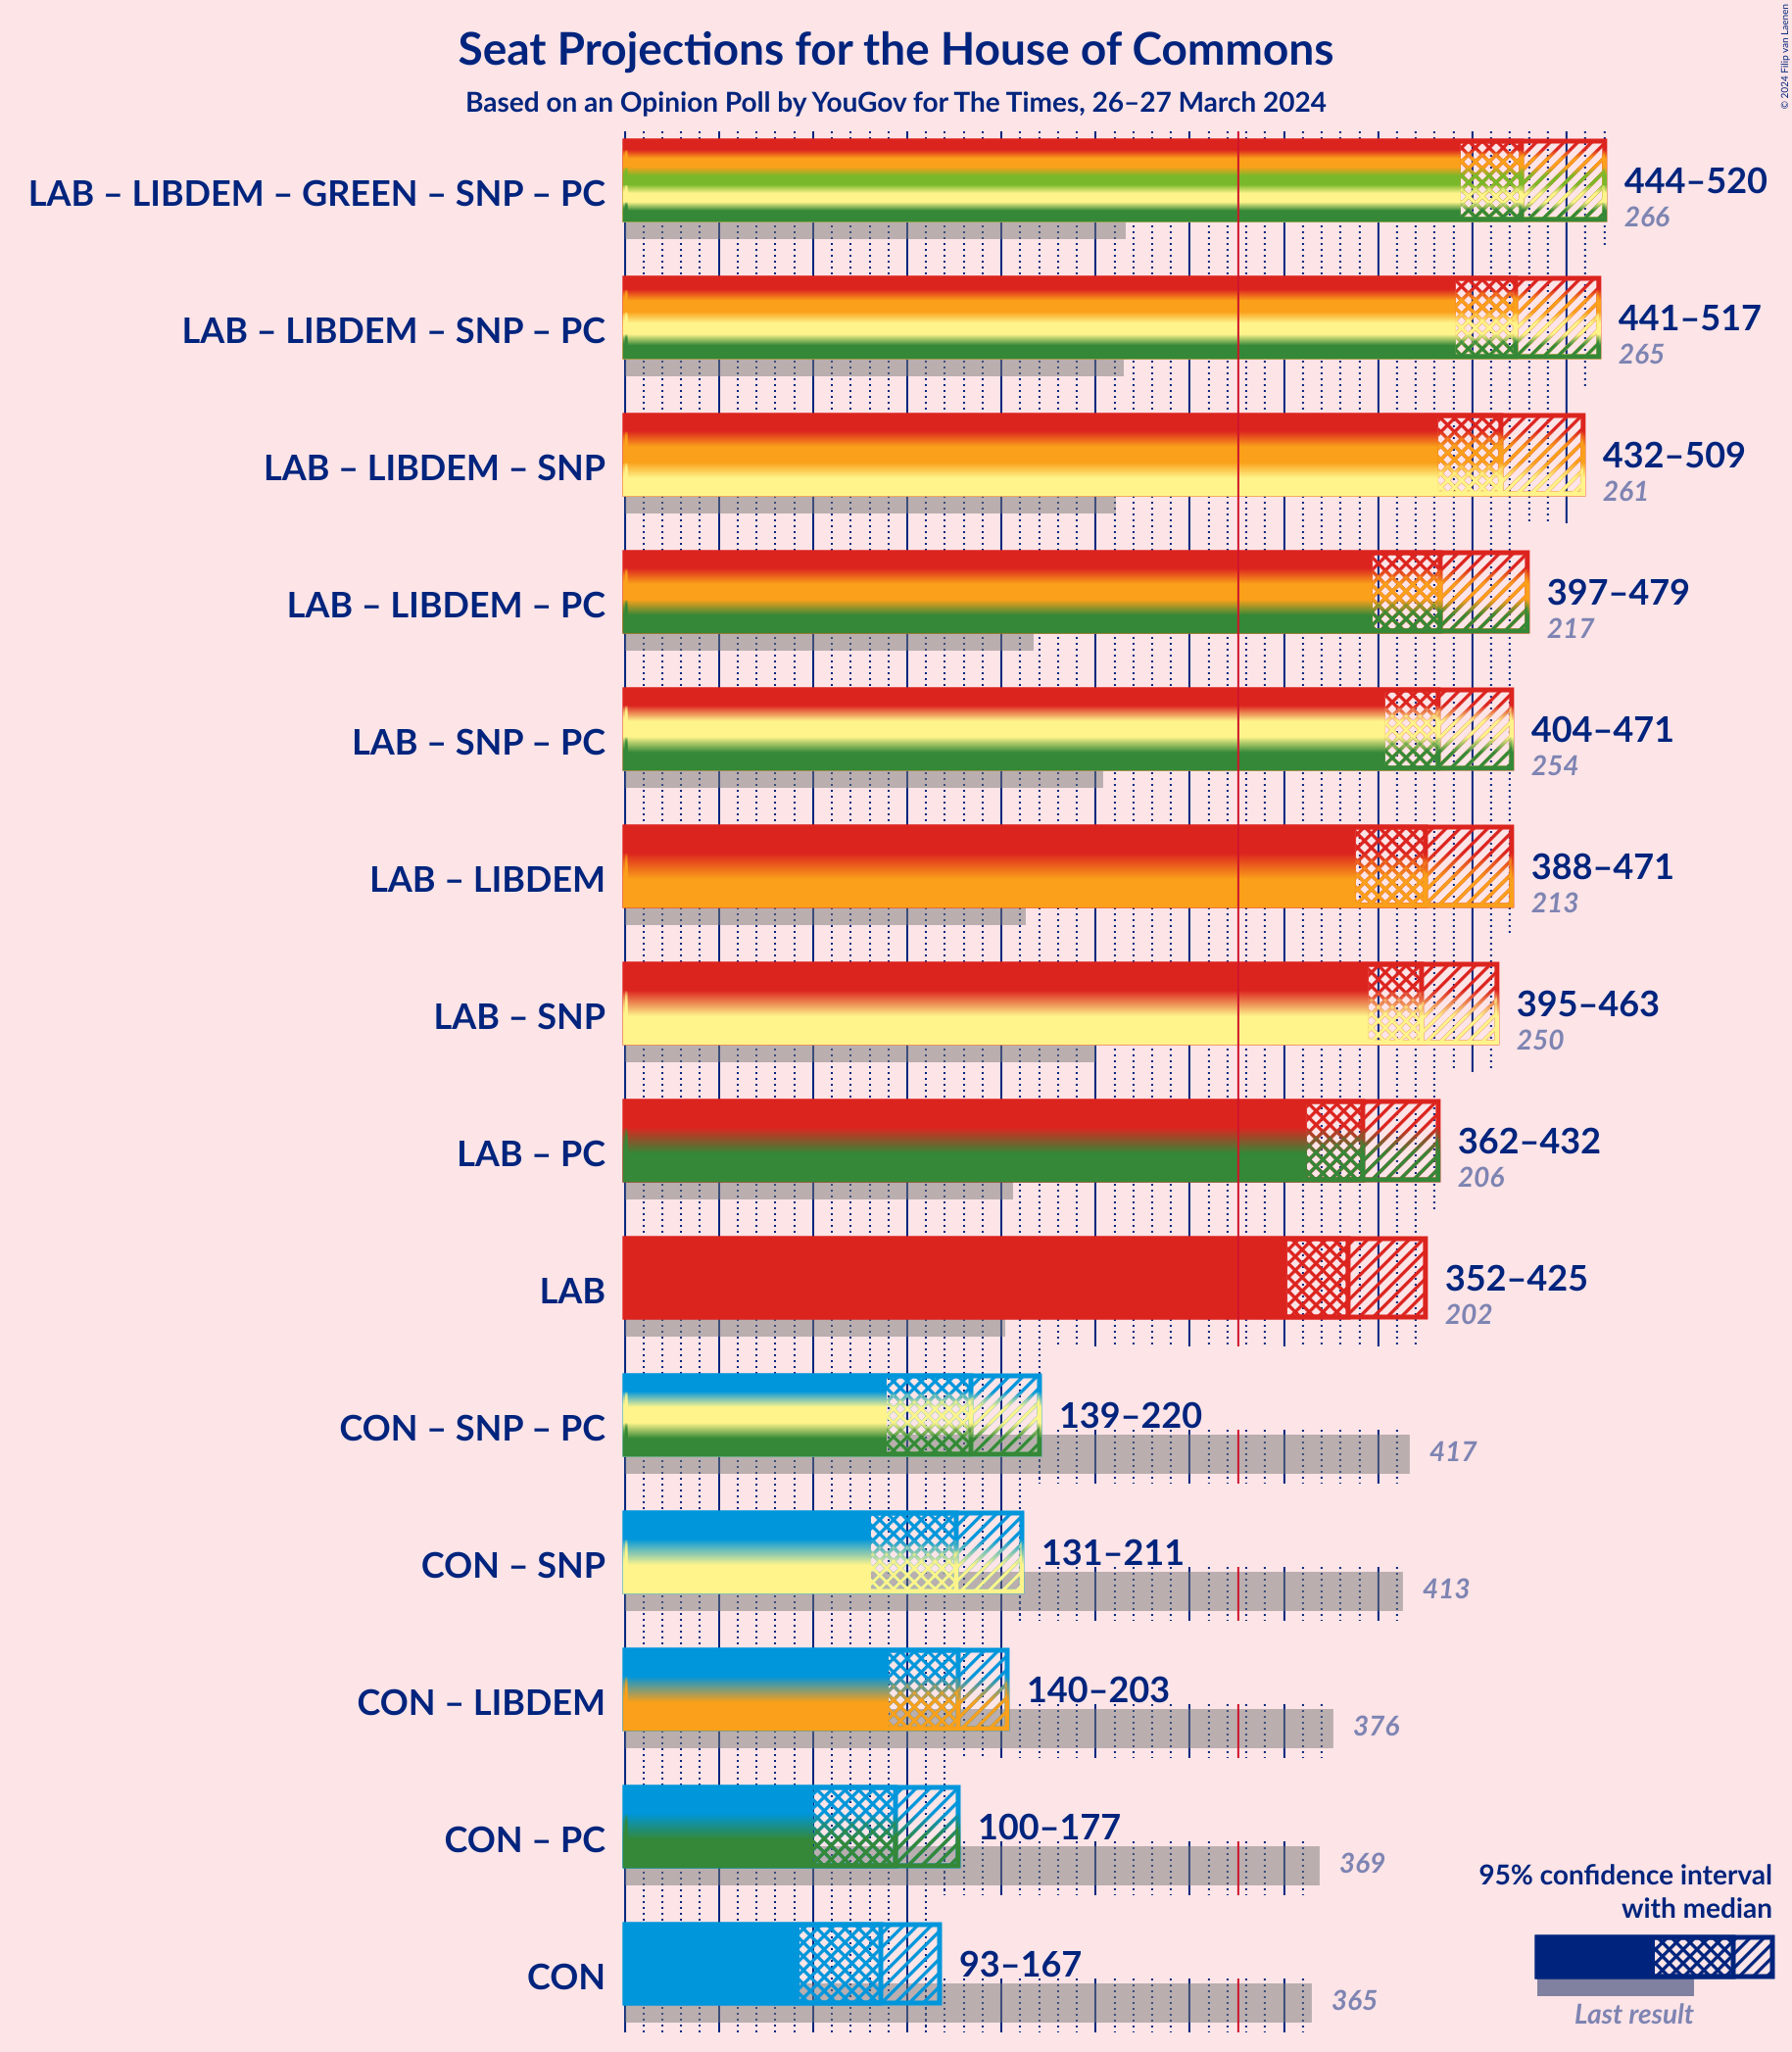 Seat Projections for the House of Commons
Based on an Opinion Poll by YouGov for The Times, 26–27 March 2024
© 2024 Filip van Laenen
LAB – LIBDEM – GREEN – SNP – PC
444–520
266
LAB – LIBDEM – SNP – PC
441–517
265
LAB – LIBDEM – SNP
432–509
261
LAB – LIBDEM – PC
397–479
217
LAB – SNP – PC
404–471
254
LAB – LIBDEM
388–471
213
LAB – SNP
395–463
250
LAB – PC
362–432
206
LAB
352–425
202
CON – SNP – PC
139–220
417
CON – SNP
131–211
413
CON – LIBDEM
140–203
376
CON – PC
100–177
369
CON
93–167
365
95% confidence interval
with median
Last result